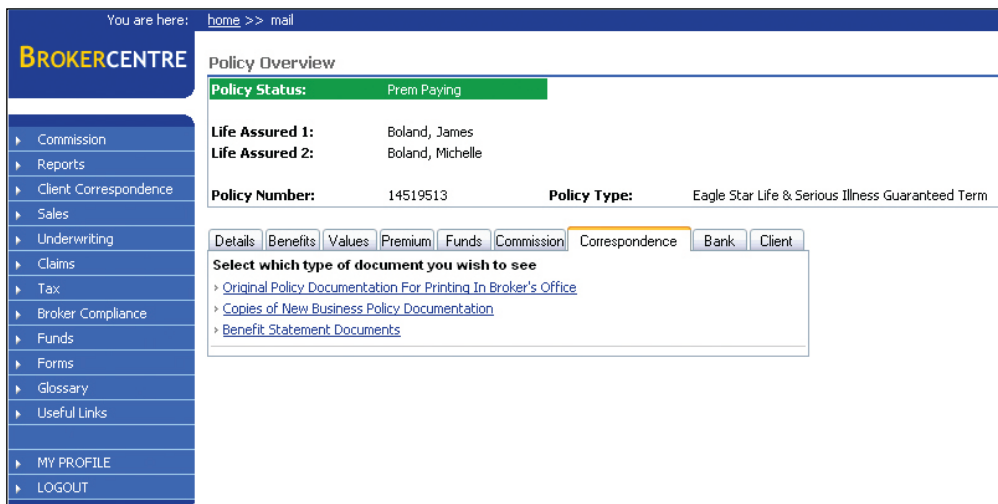 You are here: home >> mail
BROKERCENTRE
Commission
Reports
Client Correspondence
Sales
Underwriting
Claims
Tax
Broker Compliance
Funds
Forms
Glossary
Useful Links
MY PROFILE
LOGOUT
Policy Overview
Policy Status: Prem Paying
Life Assured 1: Boland, James
Life Assured 2: Boland, Michelle
Policy Number: 14519513 Policy Type: Eagle Star Life & Serious Illness Guaranteed Term
Details Benefits Values Premium Funds Commission Correspondence Bank Client
Select which type of document you wish to see
› Original Policy Documentation For Printing In Broker's Office
› Copies of New Business Policy Documentation
› Benefit Statement Documents